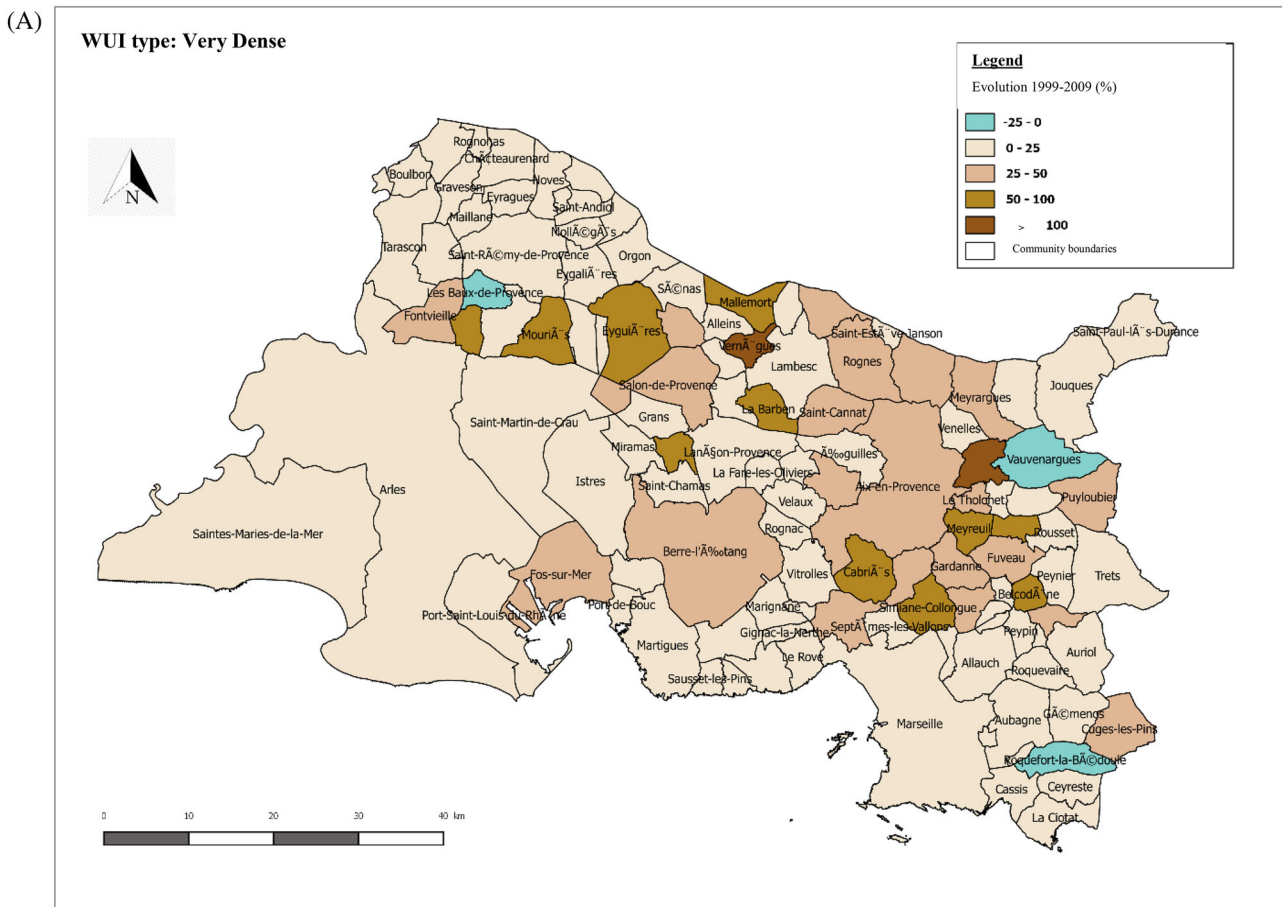 (A)
WUI type: Very Dense
Legend
Evolution 1999-2009 (%)
-25 - 0
0 - 25
25 - 50
50 - 100
> 100
Community boundaries
N
Rognonas
ChÃ¢teaurenard
Boulbon
Noves
Graveson
Eyragues
Saint-Andiol
Maillane
MollÃ©gÃ¨s
Tarascon
Saint-RÃ©my-de-Provence
Orgon
EygaliÃ¨res
SÃ©nas
Les Baux-de-Provence
Mallemort
Fontvieille
Alleins
MouriÃ¨s
EyguiÃ¨res
Saint-EstÃ¨ve-Janson
Saint-Paul-lÃ¨s-Durance
VernÃ¨gues
Lambesc
Rognes
Jouques
Salon-de-Provence
Meyrargues
La Barben
Saint-Cannat
Grans
Saint-Martin-de-Crau
Venelles
Miramas
LanÃ§on-Provence
Ã‰guilles
Vauvenargues
La Fare-les-Oliviers
Istres
Saint-Chamas
Aix-en-Provence
Arles
Le Tholonet
Puyloubier
Velaux
Saintes-Maries-de-la-Mer
Rognac
Meyreuil
Rousset
Berre-l'Ã‰tang
Fuveau
Gardanne
Fos-sur-Mer
Vitrolles
CabriÃ¨s
Peynier
Trets
BelcodÃ¨ne
Port-de-Bouc
Marignane
Simiane-Collongue
Port-Saint-Louis-du-RhÃ´ne
SeptÃ¨mes-les-Vallons
Gignac-la-Nerthe
Peypin
Martigues
Auriol
Le Rove
Allauch
Roquevaire
Sausset-les-Pins
GÃ©menos
Marseille
Aubagne
Cuges-les-Pins
Roquefort-la-BÃ©doule
Cassis
Ceyreste
La Ciotat
0 10 20 30 40 km